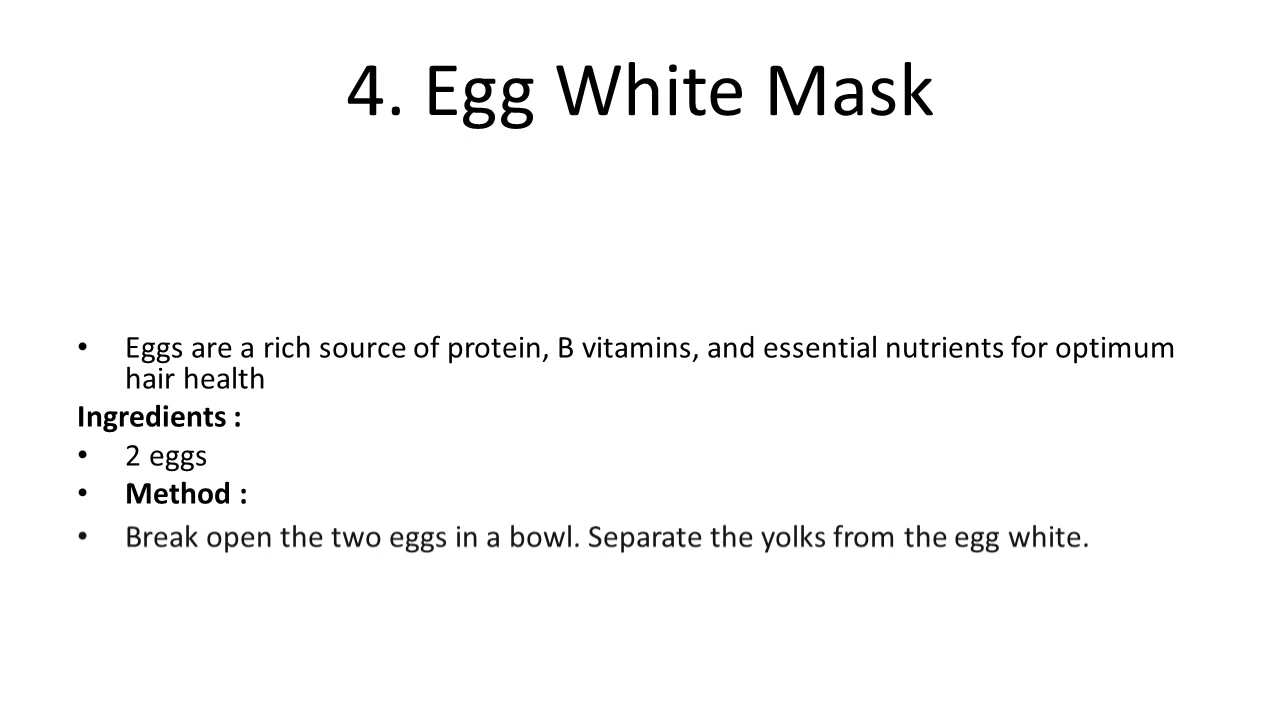 4. Egg White Mask
• Eggs are a rich source of protein, B vitamins, and essential nutrients for optimum
hair health
Ingredients :
• 2 eggs
• Method :
• Break open the two eggs in a bowl. Separate the yolks from the egg white.